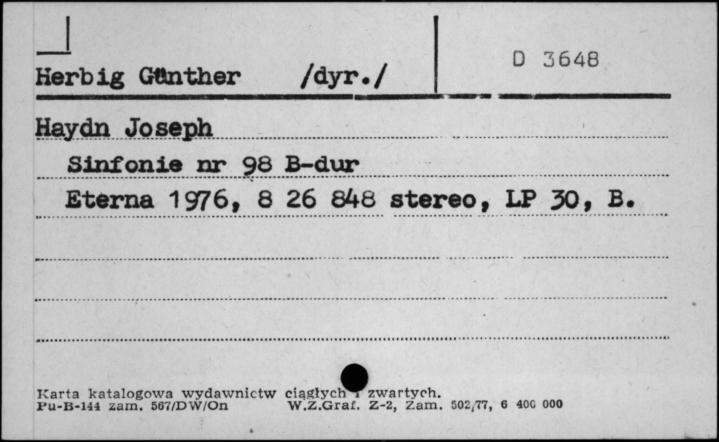 Herbig Günther /dyr./ D 3648
Haydn Joseph
Sinfonie nr 98 B-dur
Eterna 1976, 8 26 848 stereo, LP 30, B.
Karta katalogowa wydawnictw ciągłych i zwartych.
Pu-B-144 zam. 567/DW/On W.Z.Graf. Z-2, Zam. 502/77, 6 400 000